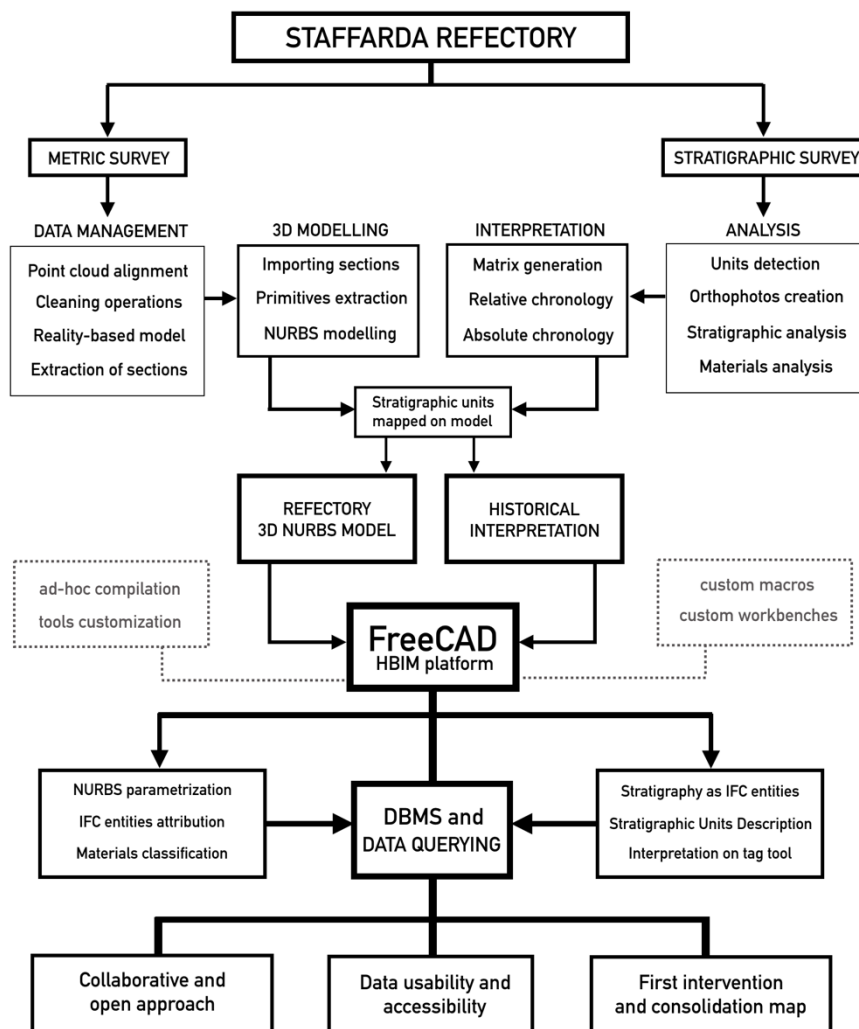 STAFFARDA REFECTORY
METRIC SURVEY
STRATIGRAPHIC SURVEY
DATA MANAGEMENT
Point cloud alignment
Cleaning operations
Reality-based model
Extraction of sections
3D MODELLING
Importing sections
Primitives extraction
NURBS modelling
INTERPRETATION
Matrix generation
Relative chronology
Absolute chronology
ANALYSIS
Units detection
Orthophotos creation
Stratigraphic analysis
Materials analysis
Stratigraphic units
mapped on model
REFECTORY
3D NURBS MODEL
HISTORICAL
INTERPRETATION
ad-hoc compilation
tools customization
custom macros
custom workbenches
FreeCAD
HBIM platform
NURBS parametrization
IFC entities attribution
Materials classification
DBMS and
DATA QUERYING
Stratigraphy as IFC entities
Stratigraphic Units Description
Interpretation on tag tool
Collaborative and
open approach
Data usability and
accessibility
First intervention
and consolidation map